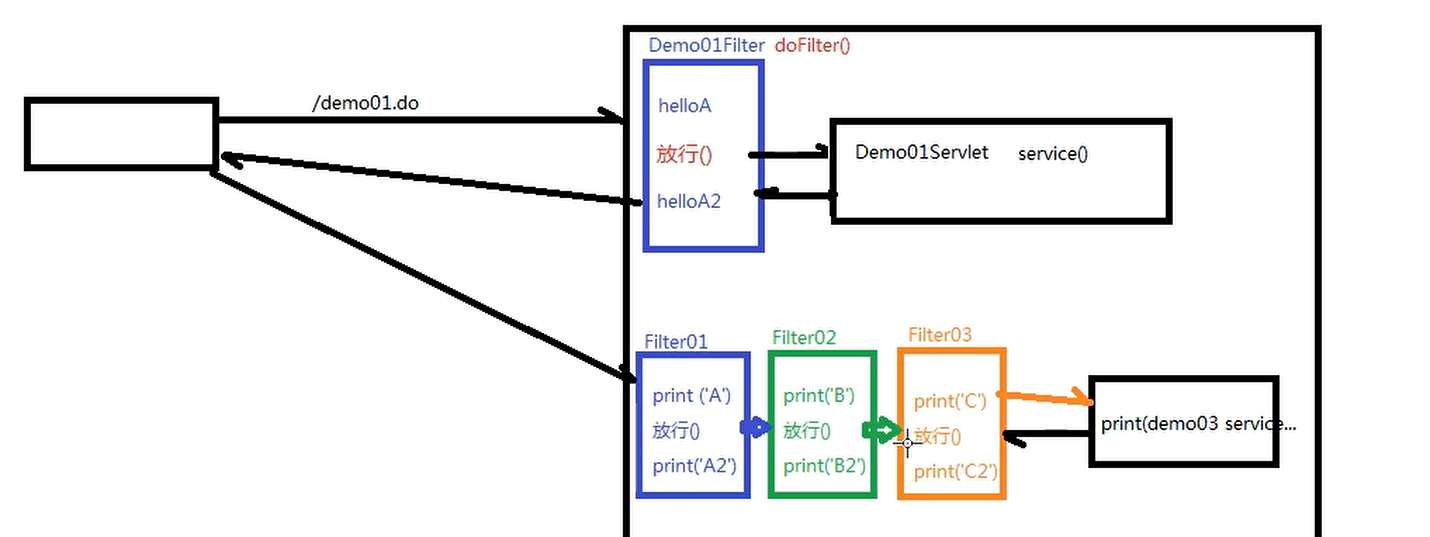 Demo01Filter doFilter()
/demo01.do
helloA
放行()
helloA2
Demo01Servlet service()
Filter01
print ('A')
放行()
print('A2')
Filter02
print('B')
放行()
print('B2')
Filter03
print('C')
放行()
print('C2')
print(demo03 service...